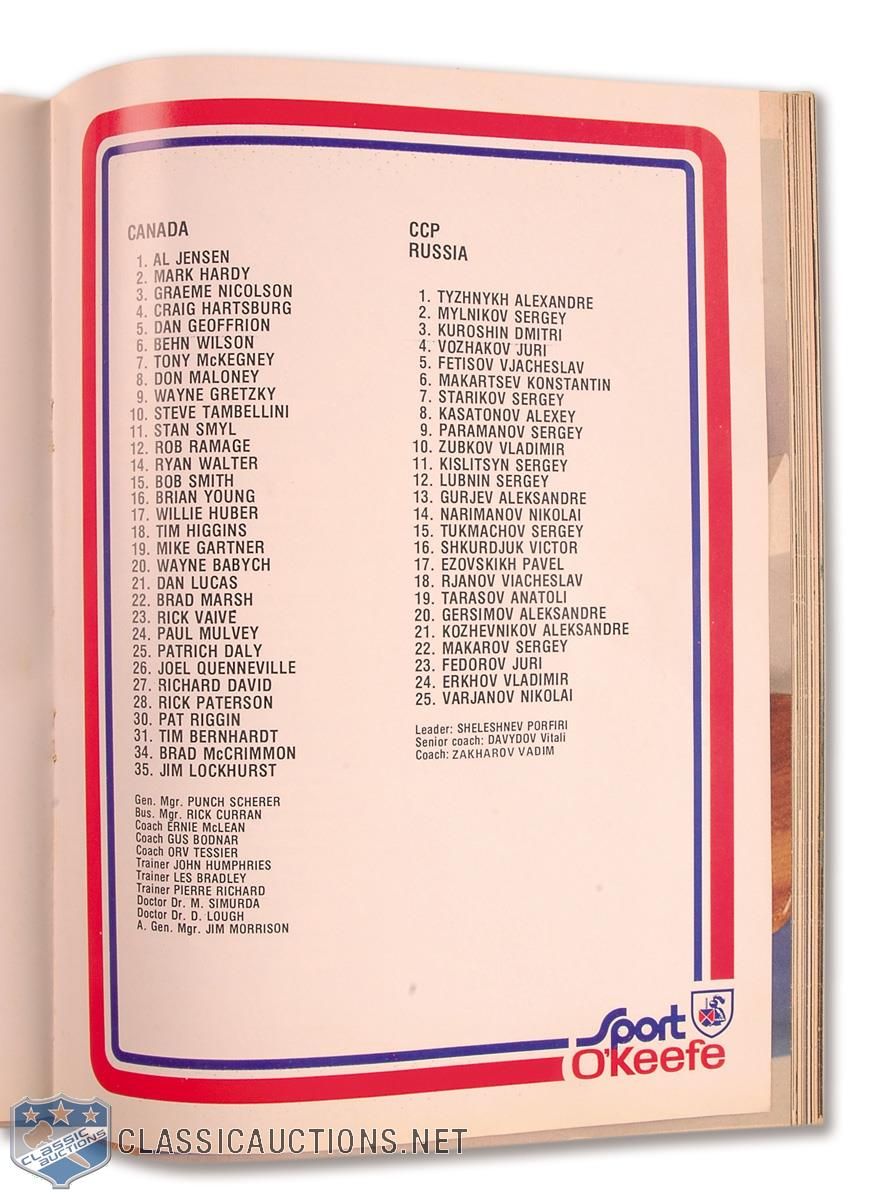 CANADA
1. AL JENSEN
2. MARK HARDY
3. GRAEME NICOLSON
4. CRAIG HARTSBURG
5. DAN GEOFFRION
6. BEHN WILSON
7. TONY McKEGNEY
8. DON MALONEY
9. WAYNE GRETZKY
10. STEVE TAMBELLINI
11. STAN SMYL
12. ROB RAMAGE
14. RYAN WALTER
15. BOB SMITH
16. BRIAN YOUNG
17. WILLIE HUBER
18. TIM HIGGINS
19. MIKE GARTNER
20. WAYNE BABYCH
21. DAN LUCAS
22. BRAD MARSH
23. RICK VAIVE
24. PAUL MULVEY
25. PATRICH DALY
26. JOEL QUENNEVILLE
27. RICHARD DAVID
28. RICK PATERSON
30. PAT RIGGIN
31. TIM BERNHARDT
34. BRAD McCRIMMON
35. JIM LOCKHURST
Gen. Mgr. PUNCH SCHERER
Bus. Mgr. RICK CURRAN
Coach ERNIE McLEAN
Coach GUS BODNAR
Coach ORV TESSIER
Trainer JOHN HUMPHRIES
Trainer LES BRADLEY
Trainer PIERRE RICHARD
Doctor Dr. M. SIMURDA
Doctor Dr. D. LOUGH
A. Gen. Mgr. JIM MORRISON
CCP
RUSSIA
1. TYZHNYKH ALEXANDRE
2. MYLNIKOV SERGEY
3. KUROSHIN DMITRI
4. VOZHAKOV JURI
5. FETISOV VJACHESLAV
6. MAKARTSEV KONSTANTIN
7. STARIKOV SERGEY
8. KASATONOV ALEXEY
9. PARAMANOV SERGEY
10. ZUBKOV VLADIMIR
11. KISLITSYN SERGEY
12. LUBNIN SERGEY
13. GURJEV ALEKSANDRE
14. NARIMANOV NIKOLAI
15. TUKMACHOV SERGEY
16. SHKURDJUK VICTOR
17. EZOVSKIKH PAVEL
18. RJANOV VIACHESLAV
19. TARASOV ANATOLI
20. GERSIMOV ALEKSANDRE
21. KOZHEVNIKOV ALEKSANDRE
22. MAKAROV SERGEY
23. FEDOROV JURI
24. ERKHOV VLADIMIR
25. VARJANOV NIKOLAI
Leader: SHELESHNEV PORFIRI
Senior coach: DAVYDOV Vitali
Coach: ZAKHAROV VADIM
Sport
O'Keefe
CLASSIC
AUCTIONS
CLASSICAUCTIONS.NET